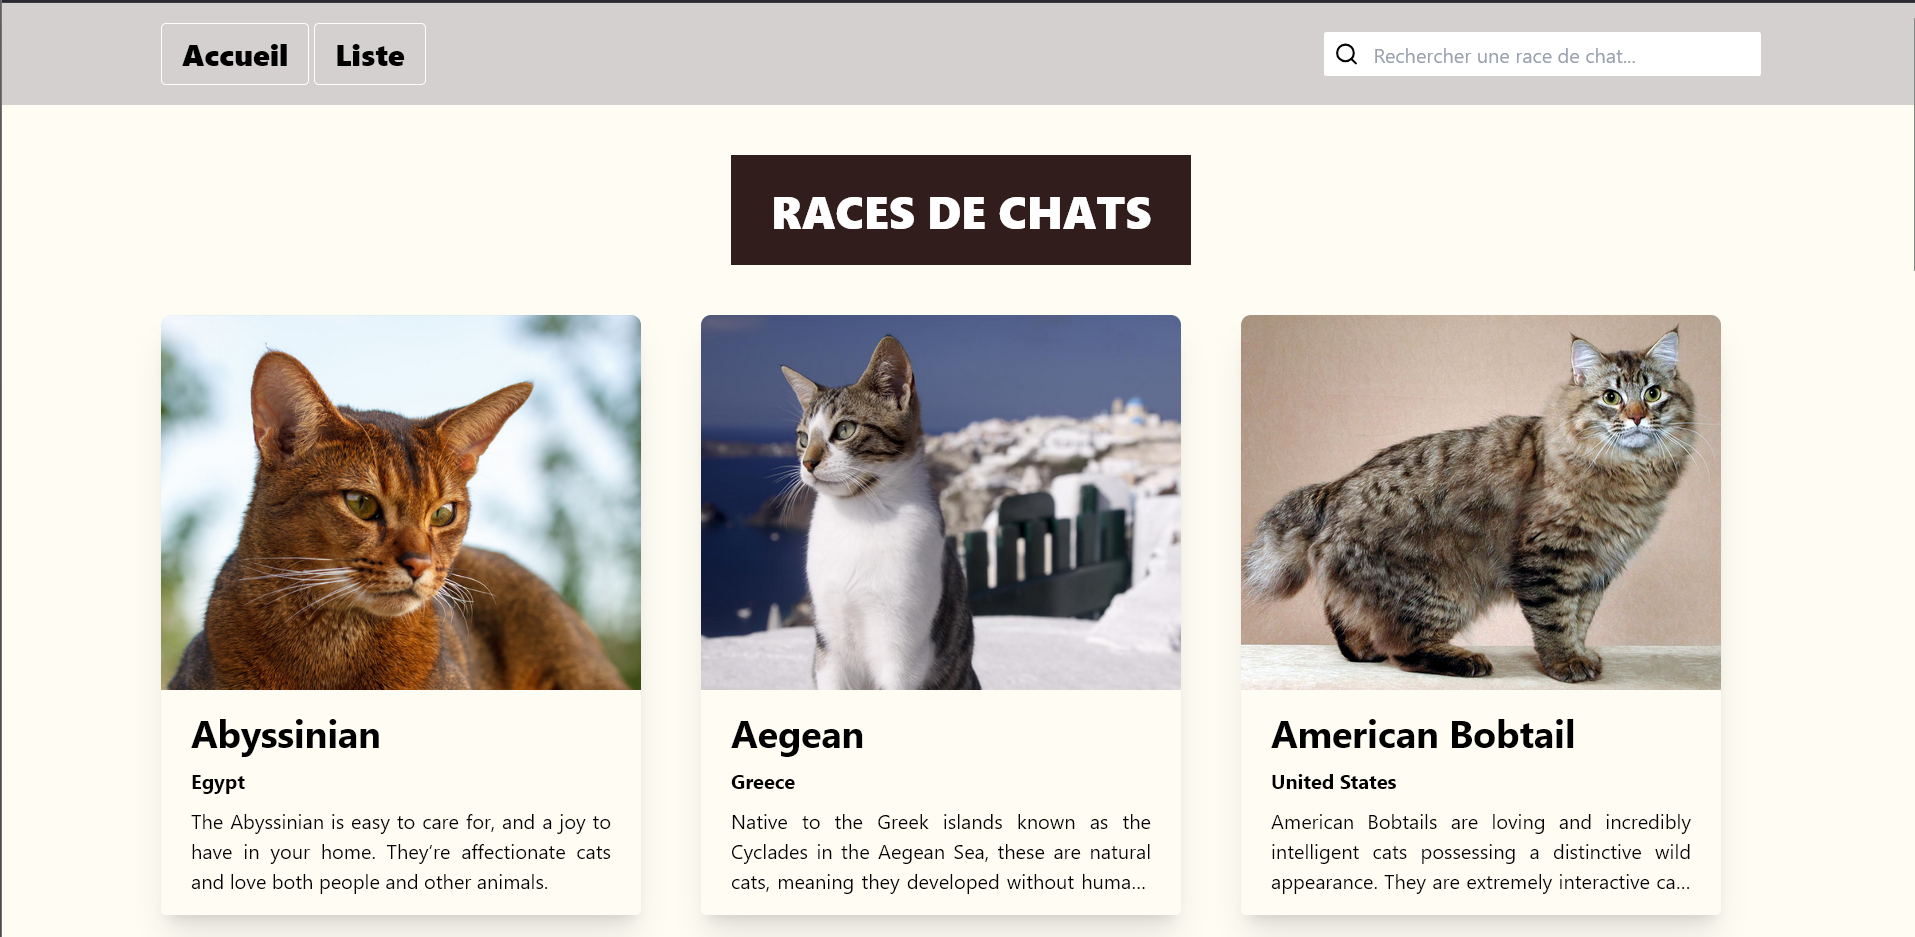 Accueil Liste Rechercher une race de chat...
RACES DE CHATS
Abyssinian
Egypt
The Abyssinian is easy to care for, and a joy to
have in your home. They’re affectionate cats
and love both people and other animals.
Aegean
Greece
Native to the Greek islands known as the
Cyclades in the Aegean Sea, these are natural
cats, meaning they developed without huma...
American Bobtail
United States
American Bobtails are loving and incredibly
intelligent cats possessing a distinctive wild
appearance. They are extremely interactive ca...